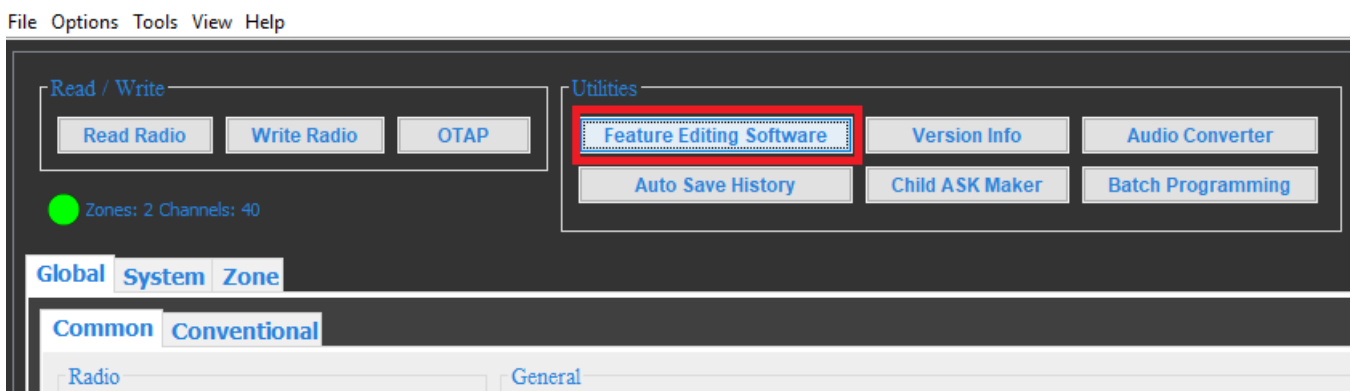 File Options Tools View Help
Read / Write
Utilities
Read Radio Write Radio OTAP
Feature Editing Software Version Info Audio Converter
Auto Save History Child ASK Maker Batch Programming
Zones: 2 Channels: 40
Global System Zone
Common Conventional
Radio
General